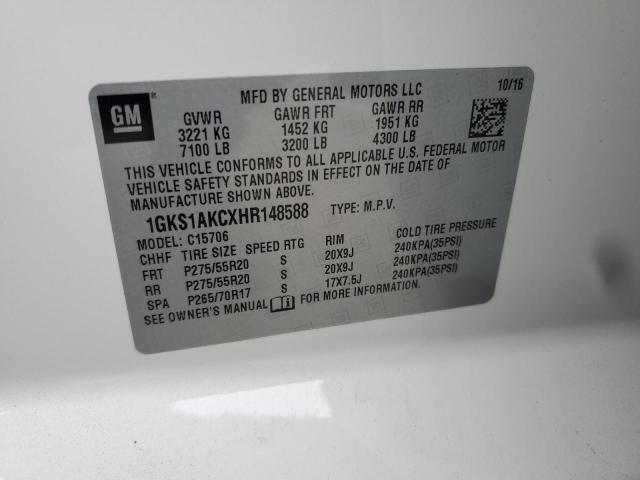 GM
®
MFD BY GENERAL MOTORS LLC
10/16
GVWR GAWR FRT GAWR RR
3221 KG 1452 KG 1951 KG
7100 LB 3200 LB 4300 LB
THIS VEHICLE CONFORMS TO ALL APPLICABLE U.S. FEDERAL MOTOR
VEHICLE SAFETY STANDARDS IN EFFECT ON THE DATE OF
MANUFACTURE SHOWN ABOVE.
1GKS1AKCXHR148588 TYPE: M.P.V.
MODEL: C15706
CHHF TIRE SIZE SPEED RTG RIM COLD TIRE PRESSURE
FRT P275/55R20 S 20X9J 240KPA(35PSI)
RR P275/55R20 S 20X9J 240KPA(35PSI)
SPA P265/70R17 S 17X7.5J 240KPA(35PSI)
SEE OWNER'S MANUAL FOR MORE INFORMATION.